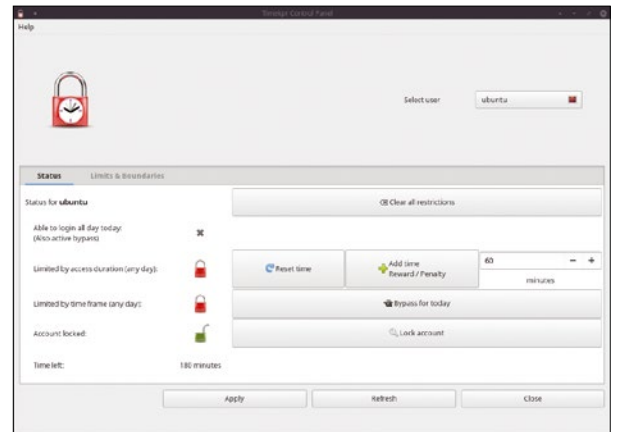 Timekpr Control Panel
Help
Select user
ubuntu
Status
Limits & Boundaries
Status for ubuntu
Clear all restrictions
Able to login all day today:
(Also active bypass)
Limited by access duration (any day):
Reset time
Add time
Reward / Penalty
60
minutes
Limited by time frame (any day):
Bypass for today
Account locked:
Lock account
Time left:
180 minutes
Apply
Refresh
Close